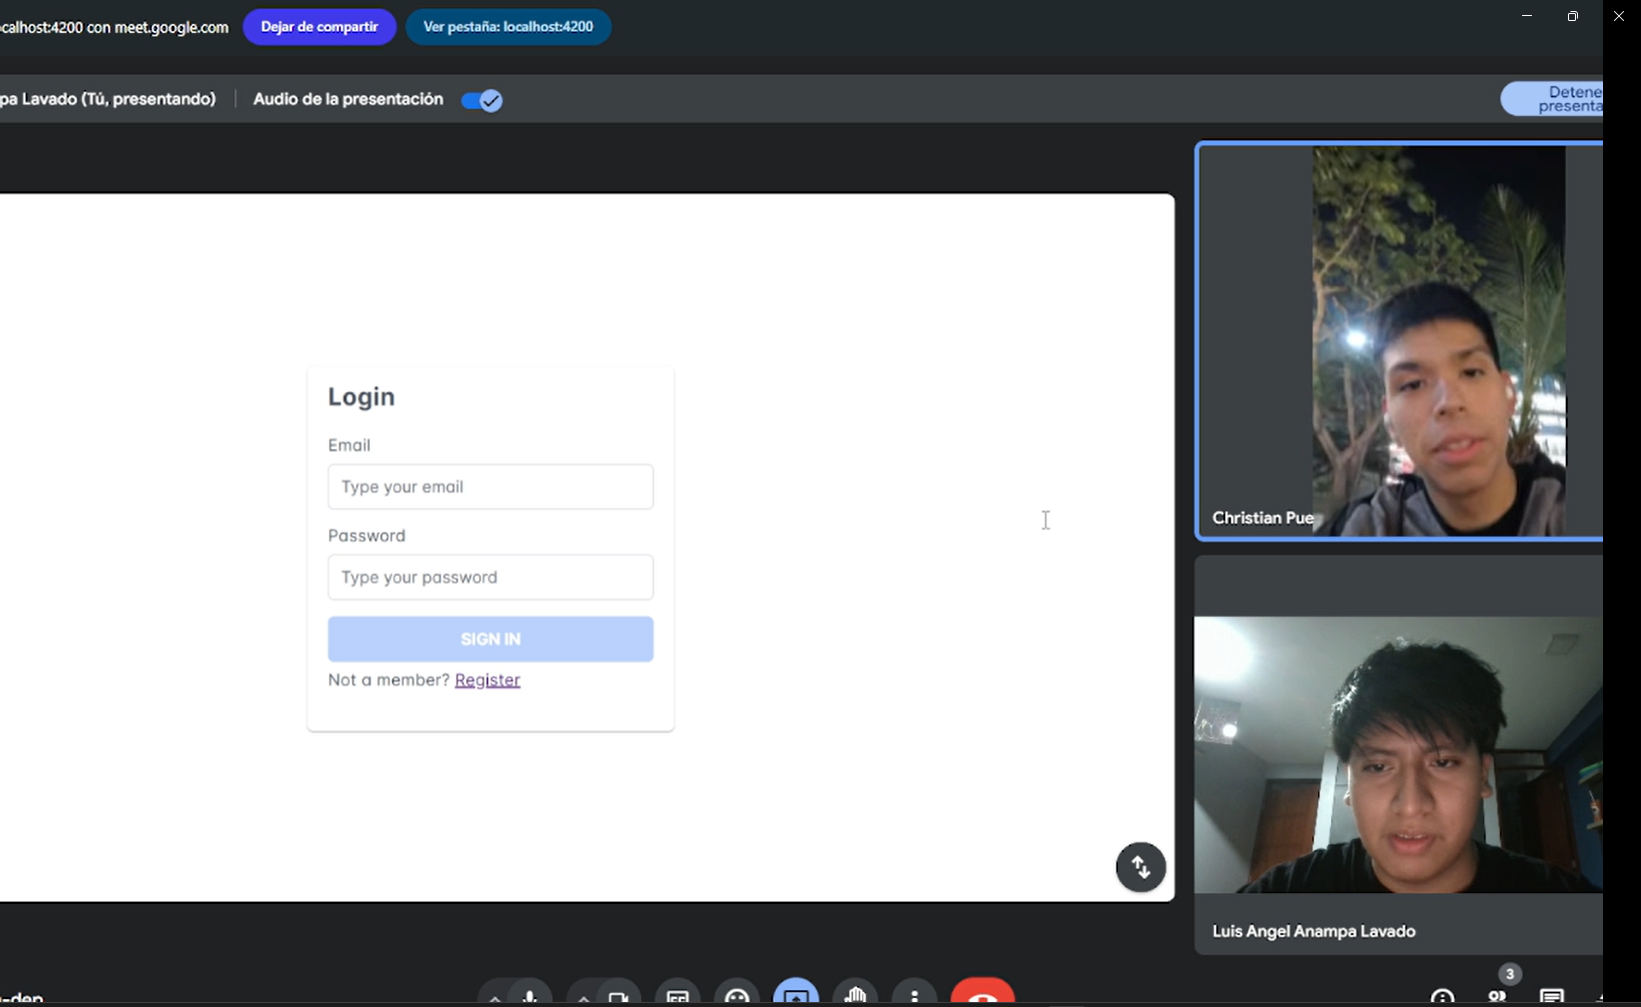 calhost:4200 con meet.google.com
Dejar de compartir
Ver pestaña: localhost:4200
pa Lavado (Tú, presentando)
Audio de la presentación
Detene
presenta
Login
Email
Type your email
Password
Type your password
SIGN IN
Not a member? Register
Christian Pue
Luis Angel Anampa Lavado
3